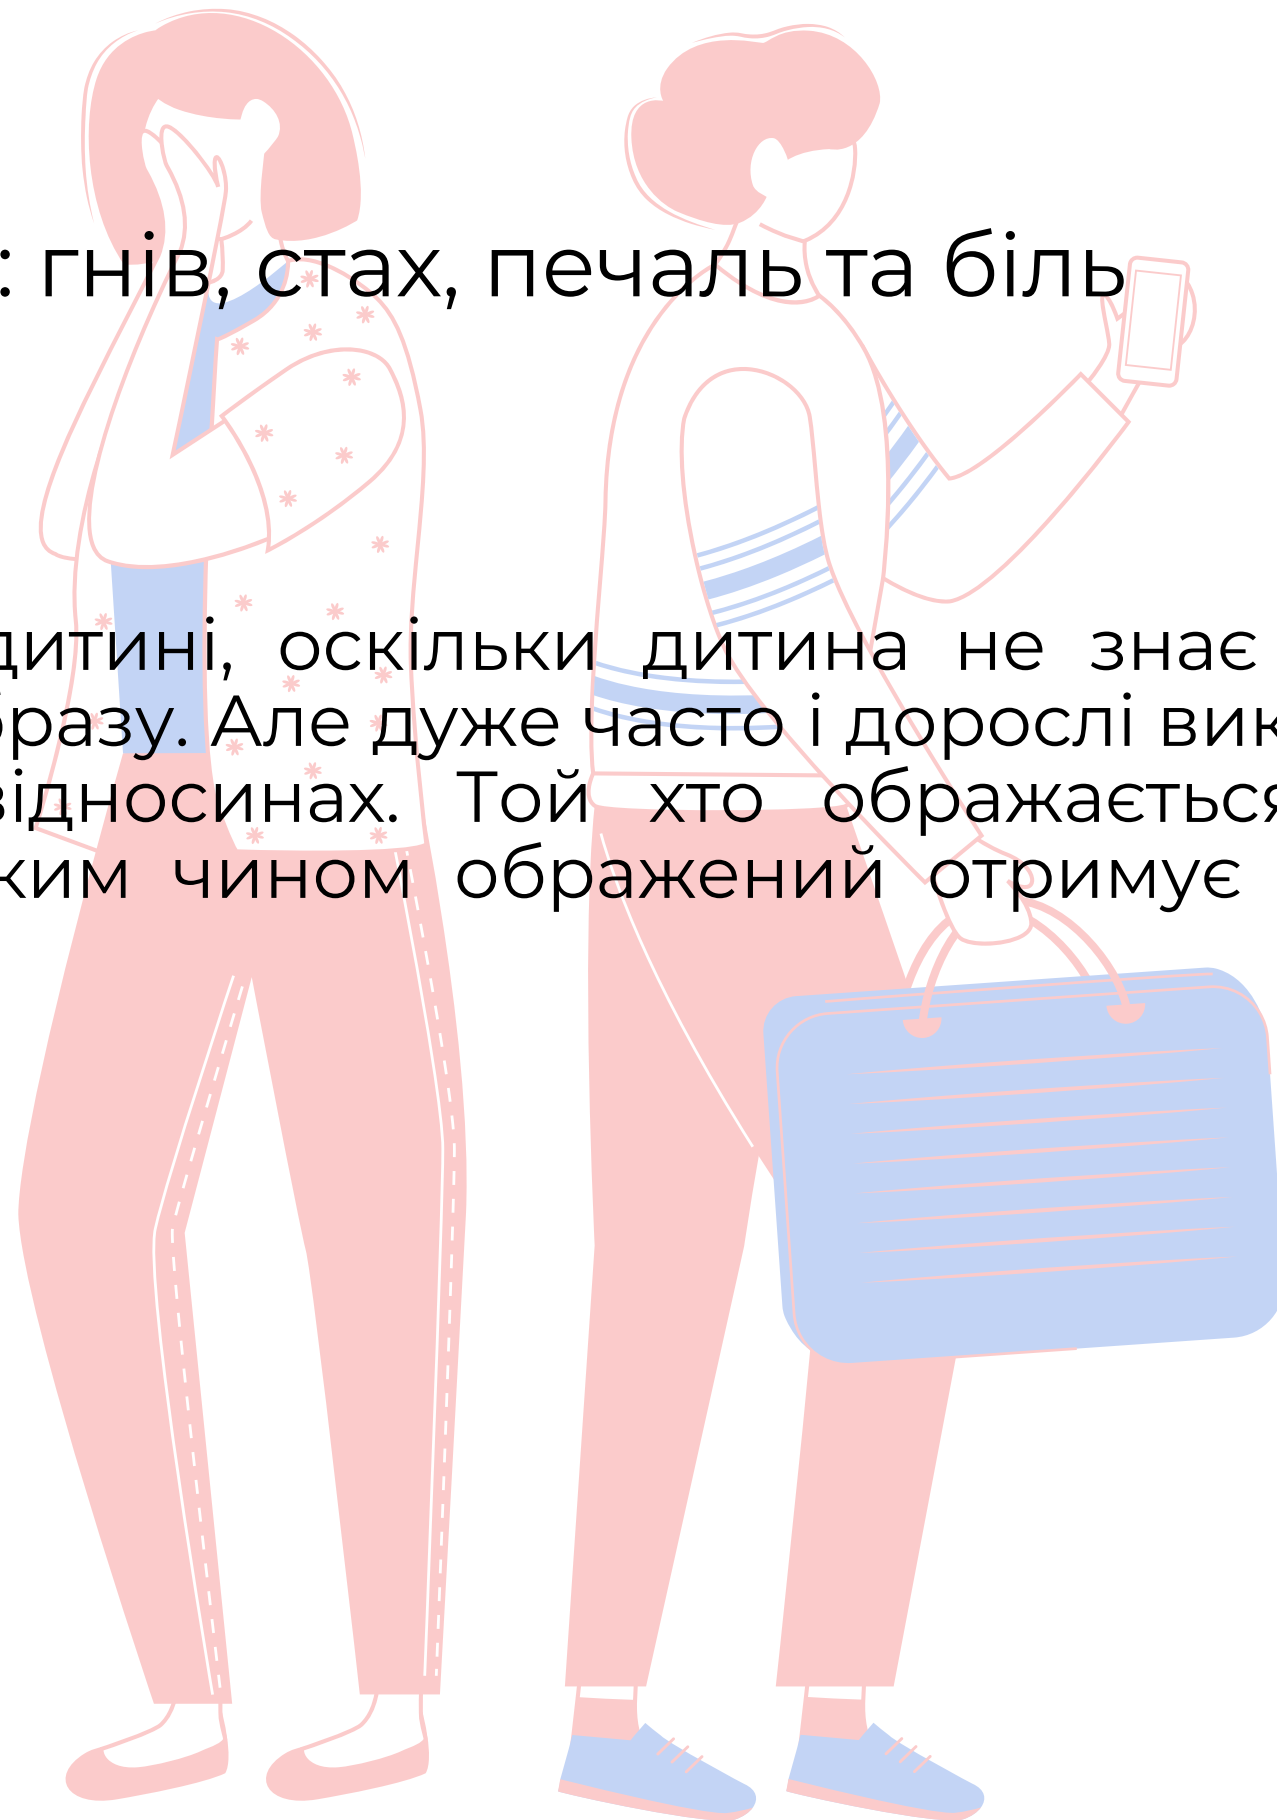 : гнів, стах, печаль та біль
дитині, оскільки дитина не знає
бразу. Але дуже часто і дорослі вик
відносинах. Той хто ображається
ким чином ображений отримує